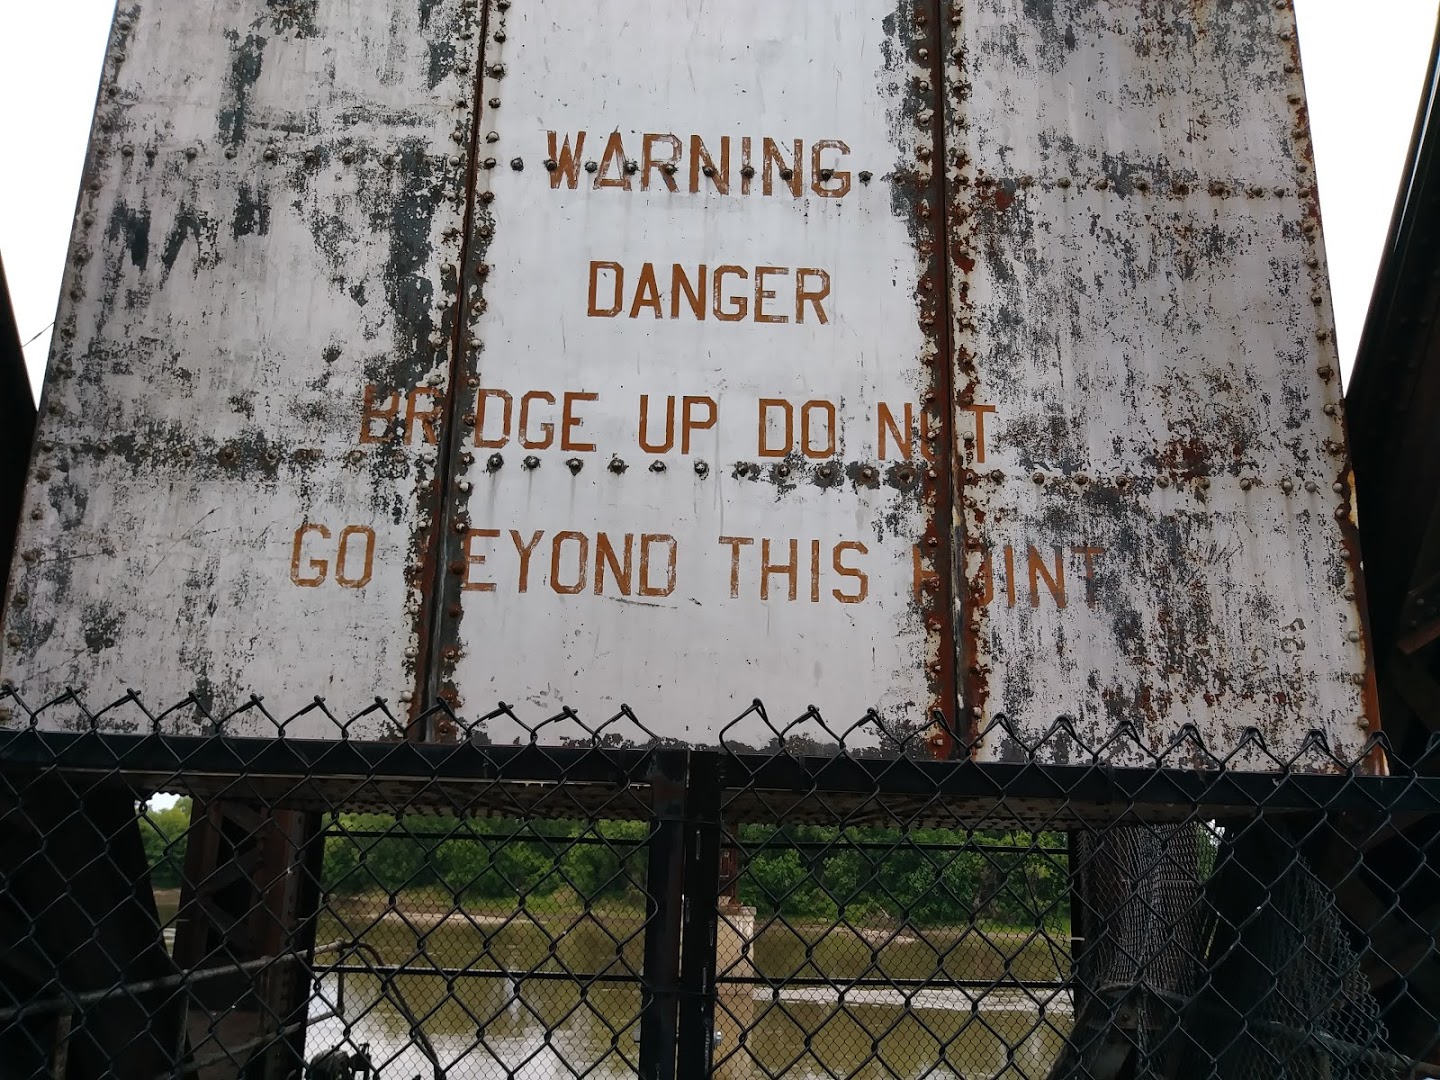 WARNING
DANGER
BRIDGE UP DO NOT
GO BEYOND THIS POINT